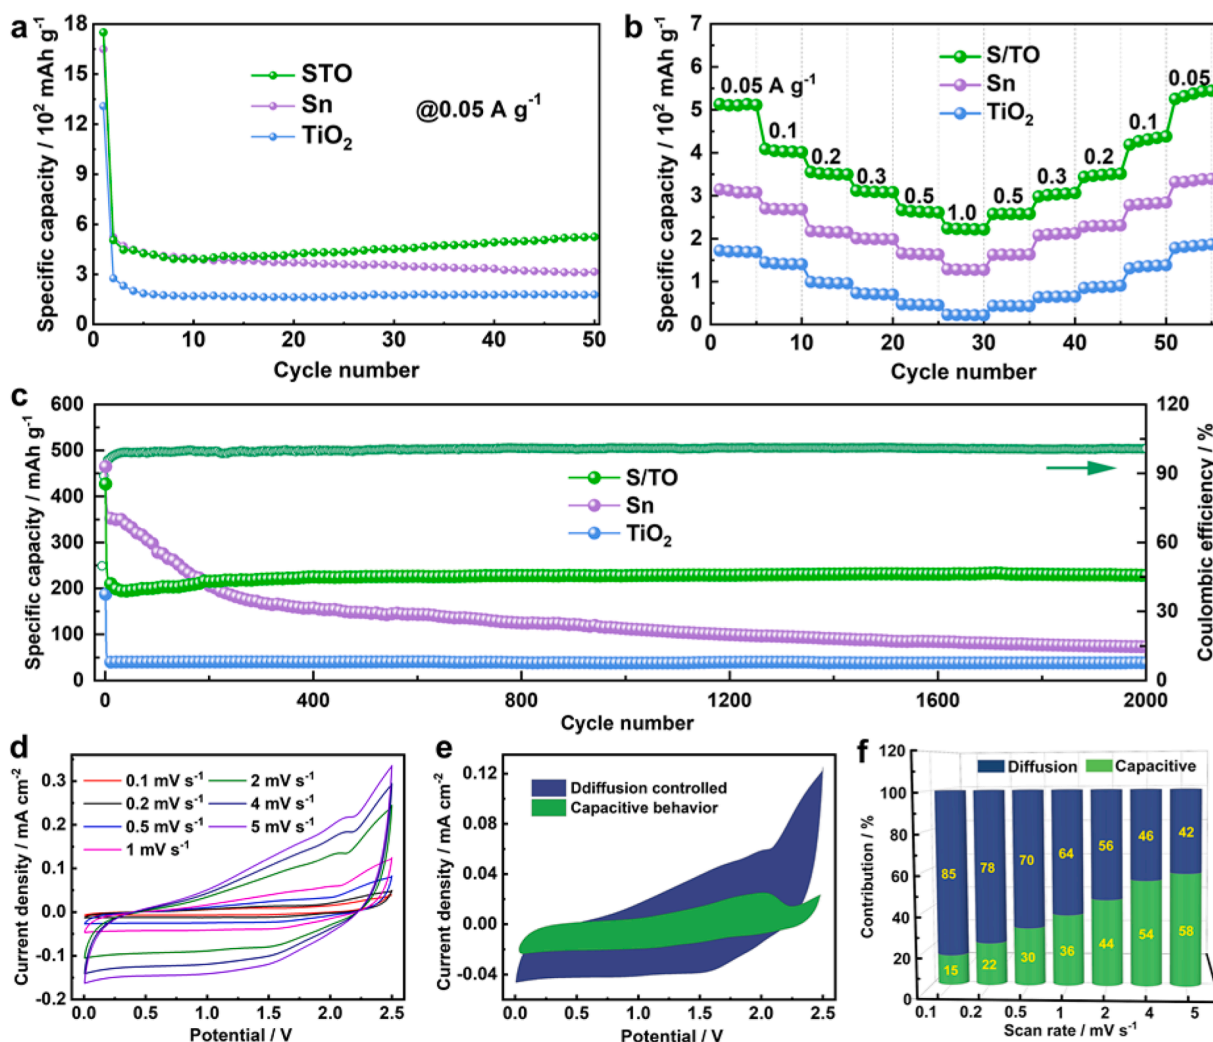 a
18
15
12
9
6
3
0
Specific capacity / 10² mAh g⁻¹
STO
Sn
TiO₂
@0.05 A g⁻¹
0 10 20 30 40 50
Cycle number
b
7
6
5
4
3
2
1
0
Specific capacity / 10² mAh g⁻¹
S/TO
Sn
TiO₂
0.05 A g⁻¹
0.1
0.2
0.3
0.5
1.0
0.5
0.3
0.2
0.1
0.05
0 10 20 30 40 50
Cycle number
c
600
500
400
300
200
100
0
Specific capacity / mAh g⁻¹
S/TO
Sn
TiO₂
120
90
60
30
0
Coulombic efficiency / %
0 400 800 1200 1600 2000
Cycle number
d
0.3
0.2
0.1
0.0
-0.1
-0.2
Current density / mA cm⁻²
0.1 mV s⁻¹ 2 mV s⁻¹
0.2 mV s⁻¹ 4 mV s⁻¹
0.5 mV s⁻¹ 5 mV s⁻¹
1 mV s⁻¹
0.0 0.5 1.0 1.5 2.0 2.5
Potential / V
e
0.12
0.08
0.04
0.00
-0.04
Current density / mA cm⁻²
Ddiffusion controlled
Capacitive behavior
0.0 0.5 1.0 1.5 2.0 2.5
Potential / V
f
120
100
80
60
40
20
0
Contribution / %
Diffusion Capacitive
85 78 70 64 56 46 42
15 22 30 36 44 54 58
0.1 0.2 0.5 1 2 4 5
Scan rate / mV s⁻¹